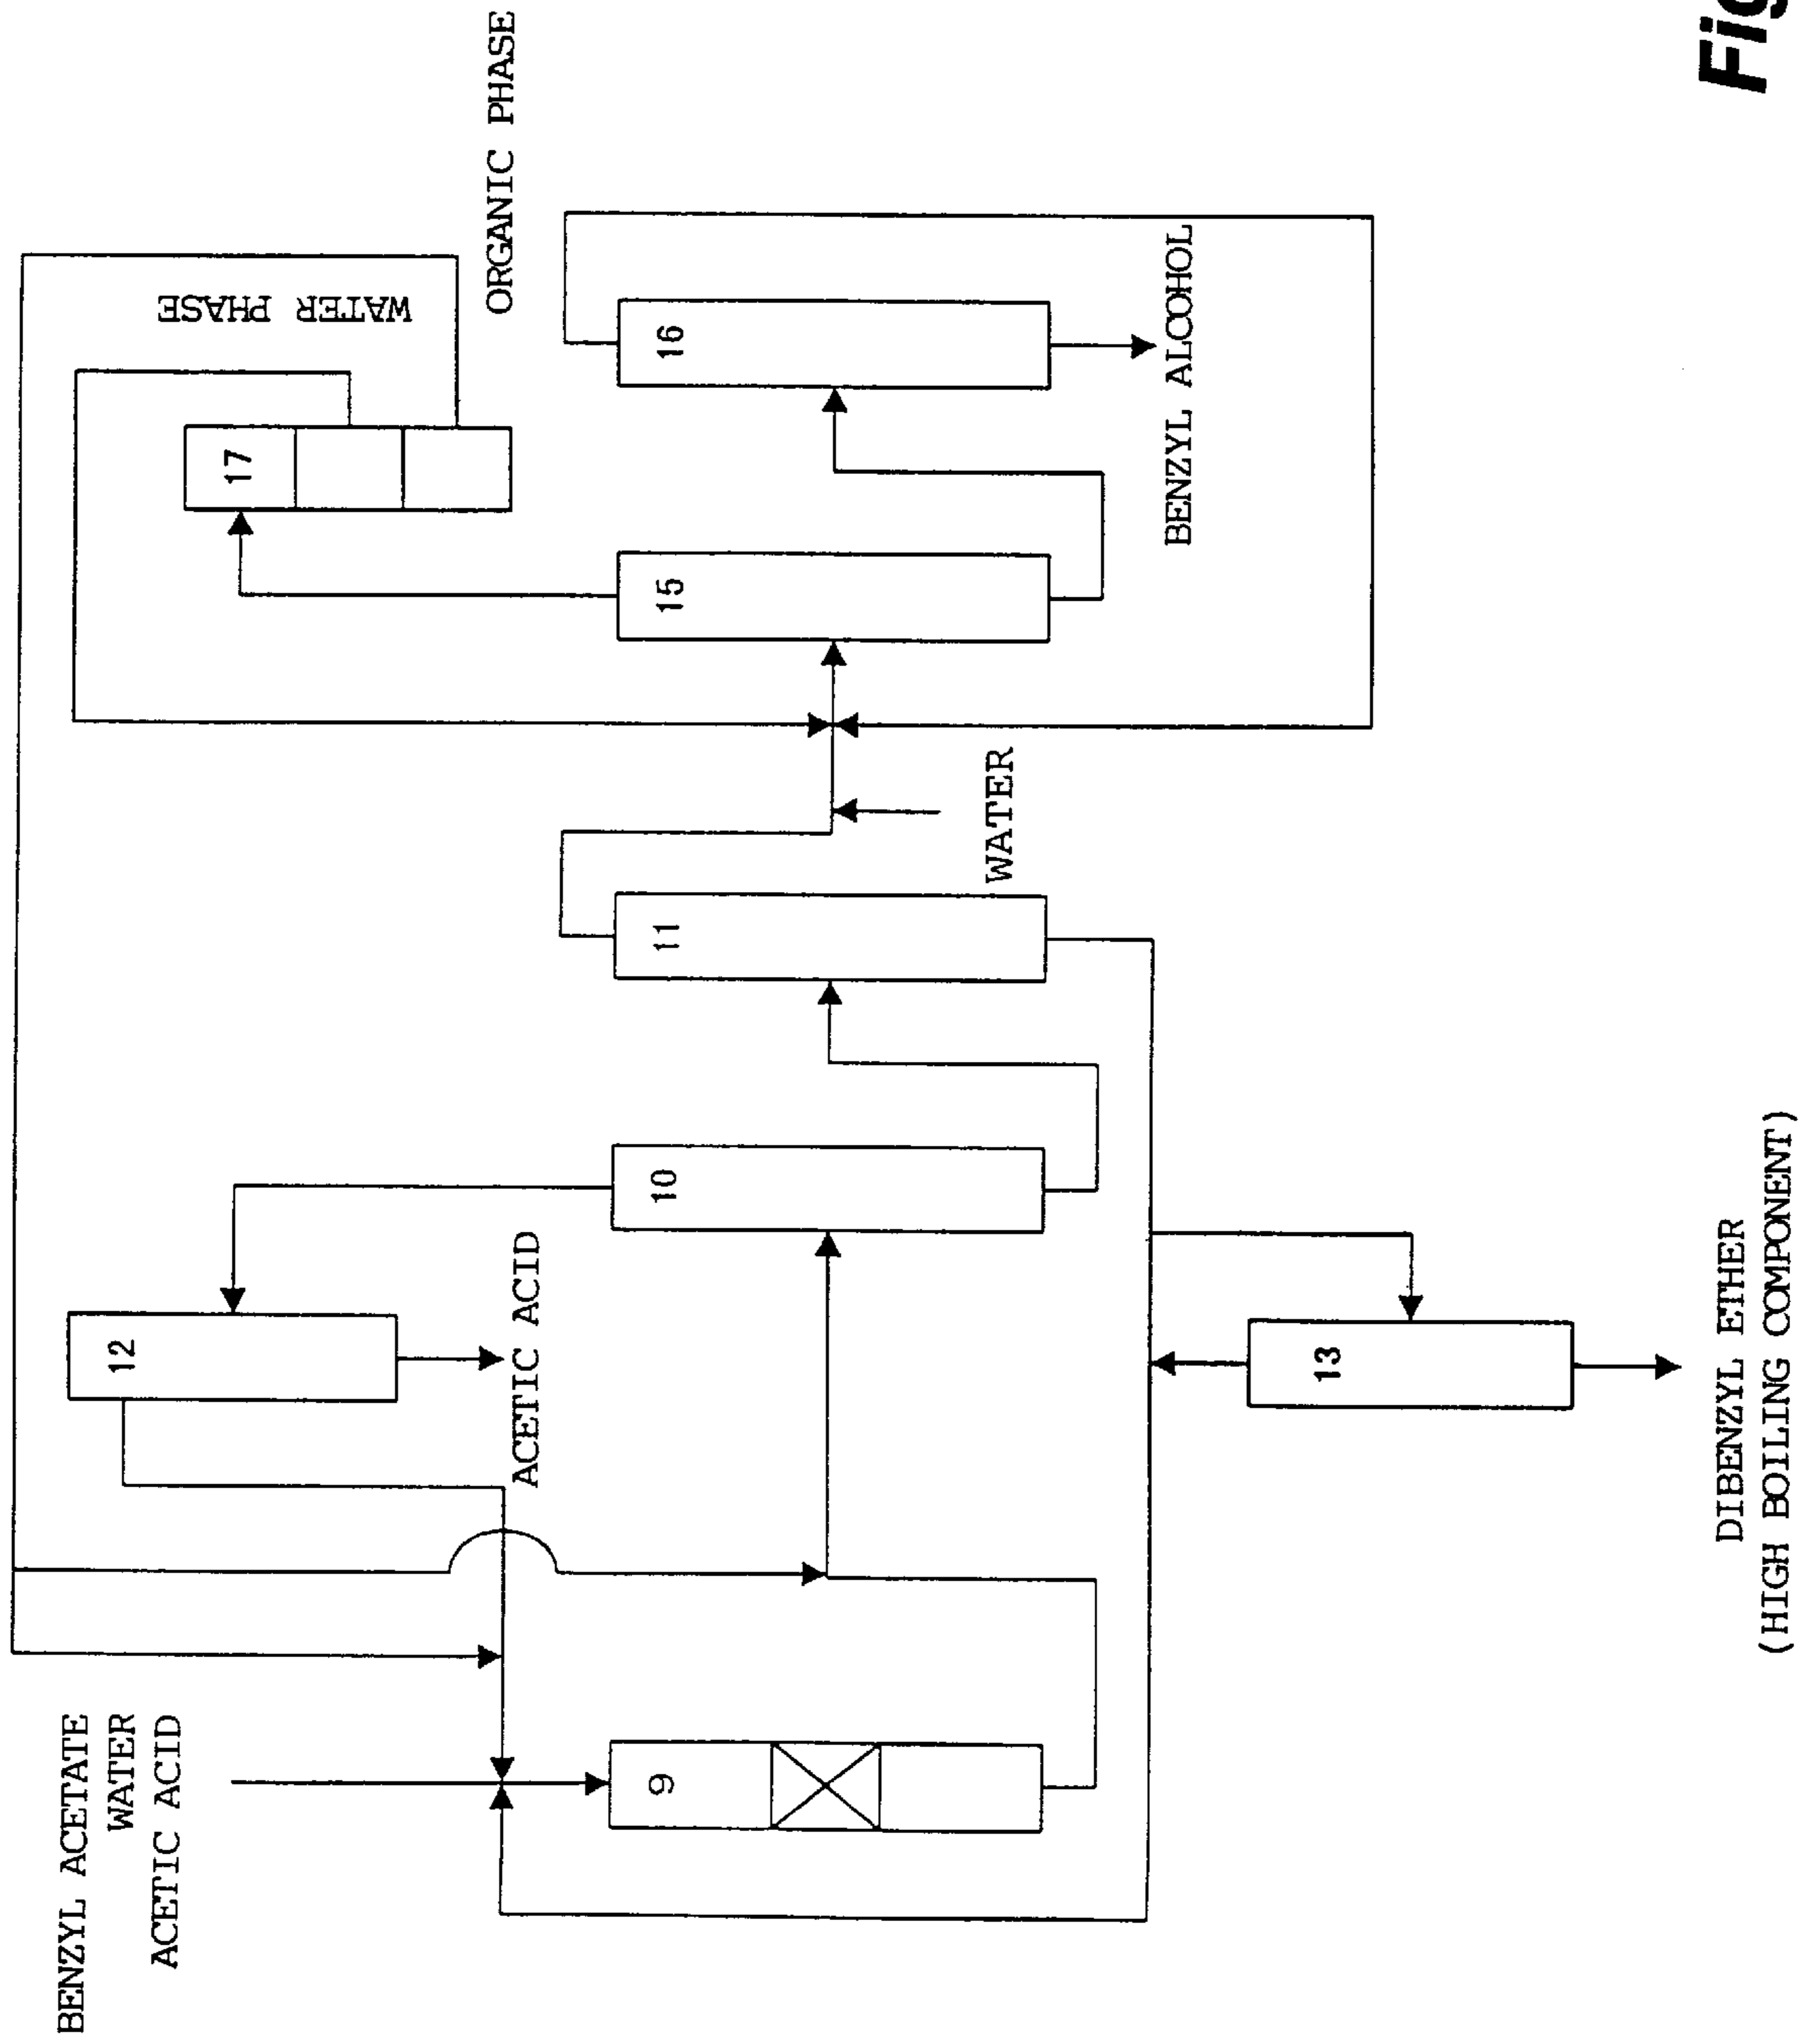 Fig
BENZYL ACETATE
WATER
ACETIC ACID
12
ACETIC ACID
17
WATER PHASE
ORGANIC PHASE
9
10
11
WATER
15
16
BENZYL ALCOHOL
13
DIBENZYL ETHER
(HIGH BOILING COMPONENT)